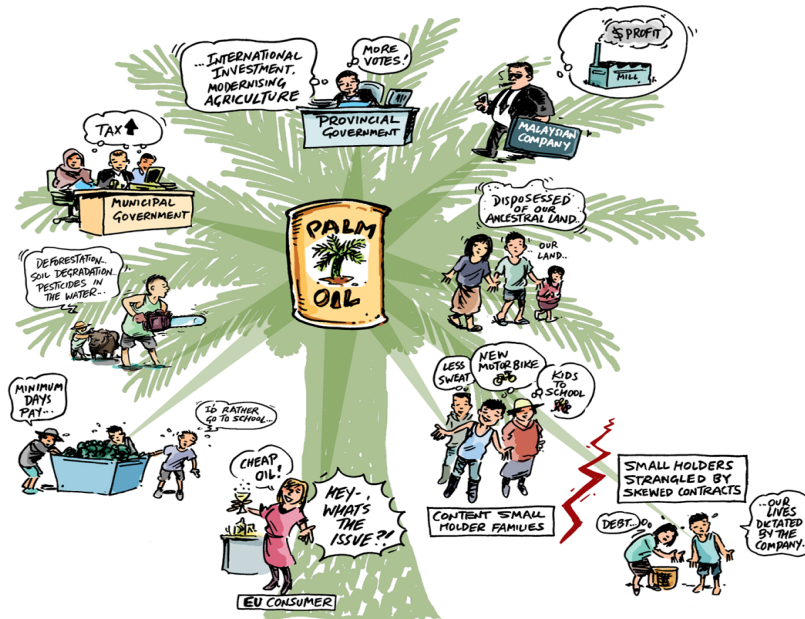 ...INTERNATIONAL
INVESTMENT,
MODERNISING
AGRICULTURE
MORE
VOTES!
PROVINCIAL
GOVERNMENT
$ PROFIT
MILL
MALAYSIAN
COMPANY
TAX
MUNICIPAL
GOVERNMENT
PALM
OIL
DISPOSESSED
OF OUR
ANCESTRAL LAND..
.. OUR
LAND...
DEFORESTATION..
SOIL DEGRADATION..
PESTICIDES IN
THE WATER...
MINIMUM
DAYS
PAY...
I'D RATHER
GO TO SCHOOL...
CHEAP
OIL!
HEY-,
WHATS
THE
ISSUE?!
EU CONSUMER
LESS
SWEAT
NEW
MOTORBIKE
KIDS
TO
SCHOOL
CONTENT SMALL
HOLDER FAMILIES
SMALL HOLDERS
STRANGLED BY
SKEWED CONTRACTS
DEBT...
...OUR
LIVES
DICTATED
BY THE
COMPANY..